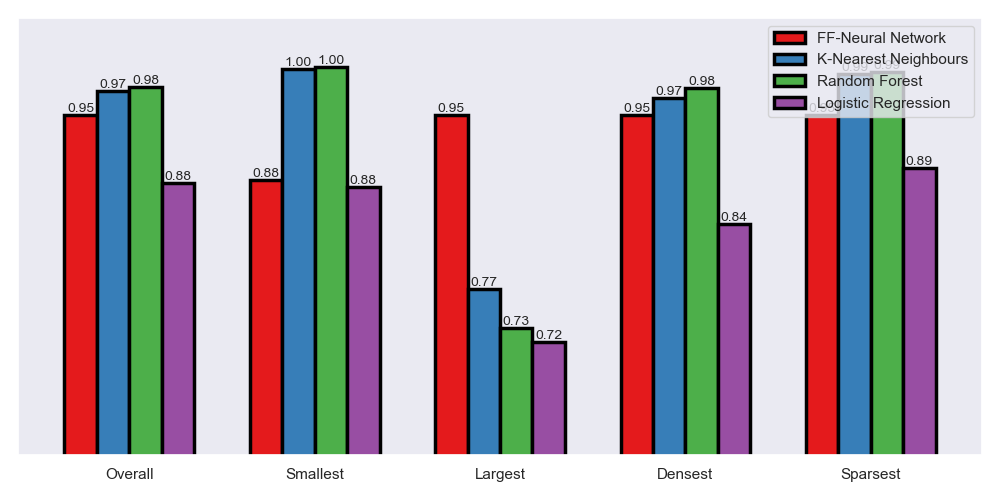 FF-Neural Network
K-Nearest Neighbours
Random Forest
Logistic Regression
0.95
0.97
0.98
0.88
0.88
1.00
1.00
0.88
0.95
0.77
0.73
0.72
0.95
0.97
0.98
0.84
0.99
0.89
Overall
Smallest
Largest
Densest
Sparsest